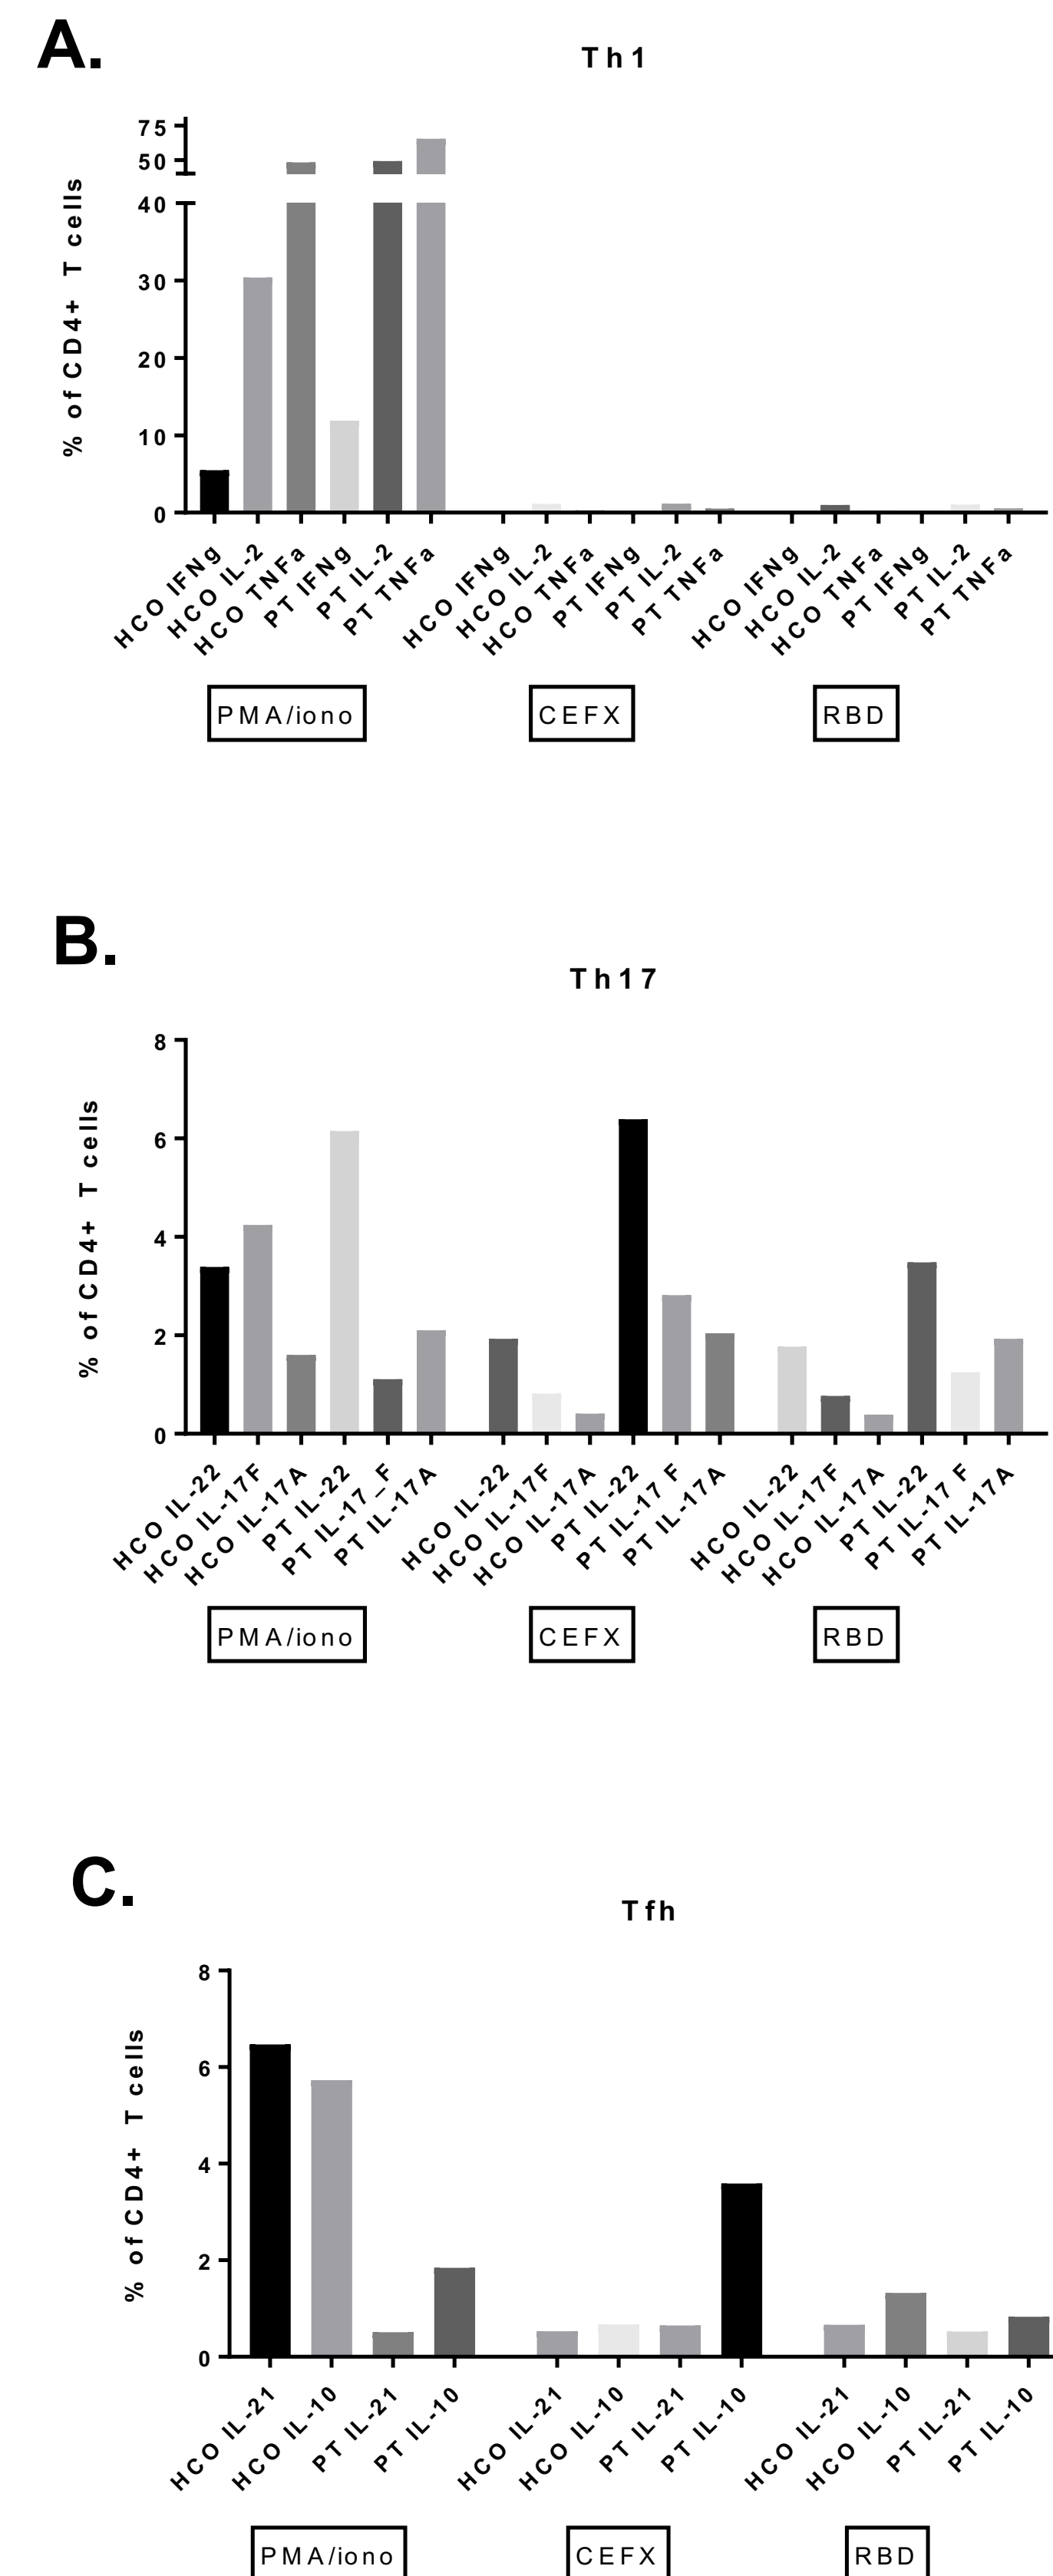 A.
Th1
% of CD4+ T cells
75
50
40
30
20
10
0
HCO IFNg
HCO IL-2
HCO TNFa
PT IFNg
PT IL-2
PT TNFa
HCO IFNg
HCO IL-2
HCO TNFa
PT IFNg
PT IL-2
PT TNFa
HCO IFNg
HCO IL-2
HCO TNFa
PT IFNg
PT IL-2
PT TNFa
PMA/iono
CEFX
RBD
B.
Th17
% of CD4+ T cells
8
6
4
2
0
HCO IL-22
HCO IL-17F
HCO IL-17A
PT IL-22
PT IL-17_F
PT IL-17A
HCO IL-22
HCO IL-17F
HCO IL-17A
PT IL-22
PT IL-17 F
PT IL-17A
HCO IL-22
HCO IL-17F
HCO IL-17A
PT IL-22
PT IL-17 F
PT IL-17A
PMA/iono
CEFX
RBD
C.
Tfh
% of CD4+ T cells
8
6
4
2
0
HCO IL-21
HCO IL-10
PT IL-21
PT IL-10
HCO IL-21
HCO IL-10
PT IL-21
PT IL-10
HCO IL-21
HCO IL-10
PT IL-21
PT IL-10
PMA/iono
CEFX
RBD